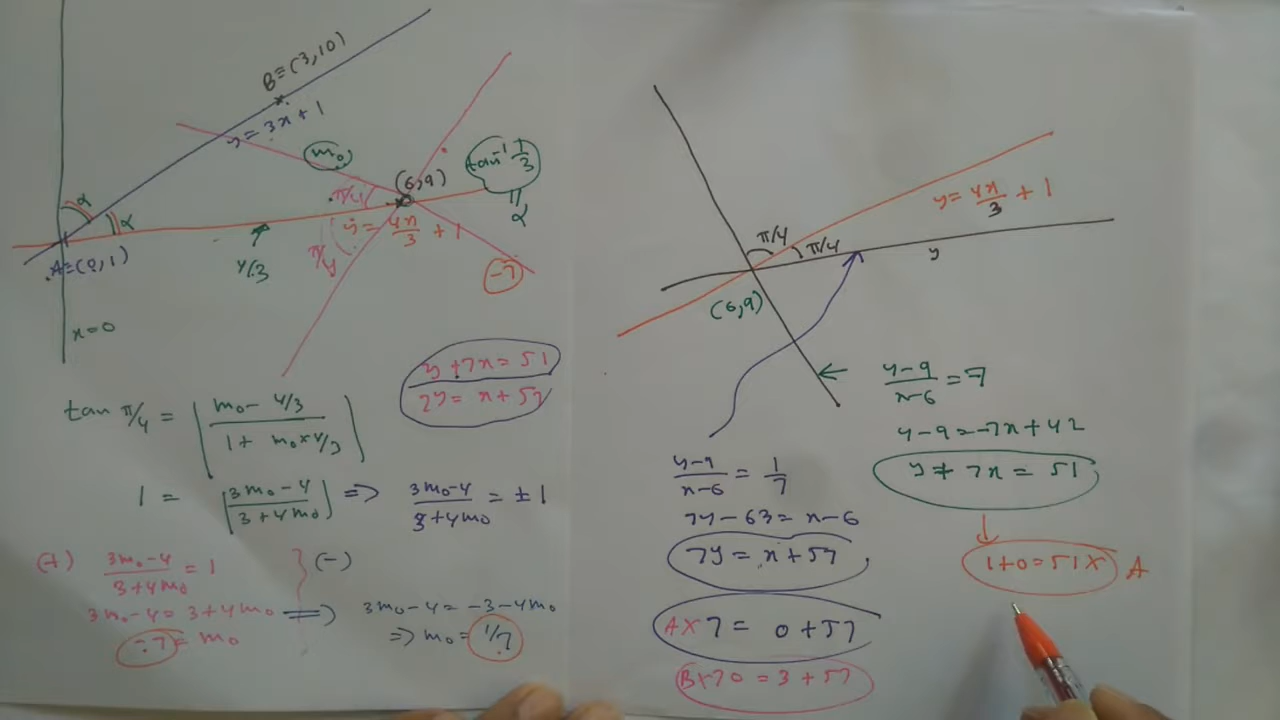 B≡(3,10)
y=3x+1
m₀
tan⁻¹ 1/3
(6,9)
α
α
π/4
π/4
=
α
y=4x/3+1
A≡(0,1)
4/3
-7
x=0
y+7x=51
7y=x+57
tan π/4 = |(m₀-4/3)/(1+m₀×4/3)|
1 = |(3m₀-4)/(3+4m₀)| => (3m₀-4)/(3+4m₀) = ±1
(+) (3m₀-4)/(3+4m₀)=1
3m₀-4=3+4m₀ =>
-7=m₀
(-)
3m₀-4=-3-4m₀
=> m₀=1/7
y=4x/3+1
π/4
π/4
y
(6,9)
(y-9)/(x-6)=7
y-9=-7x+42
y+7x=51
1+0=51× A
(y-9)/(x-6)=1/7
7y-63=x-6
7y=x+57
A× 7=0+57
B× 70=3+57